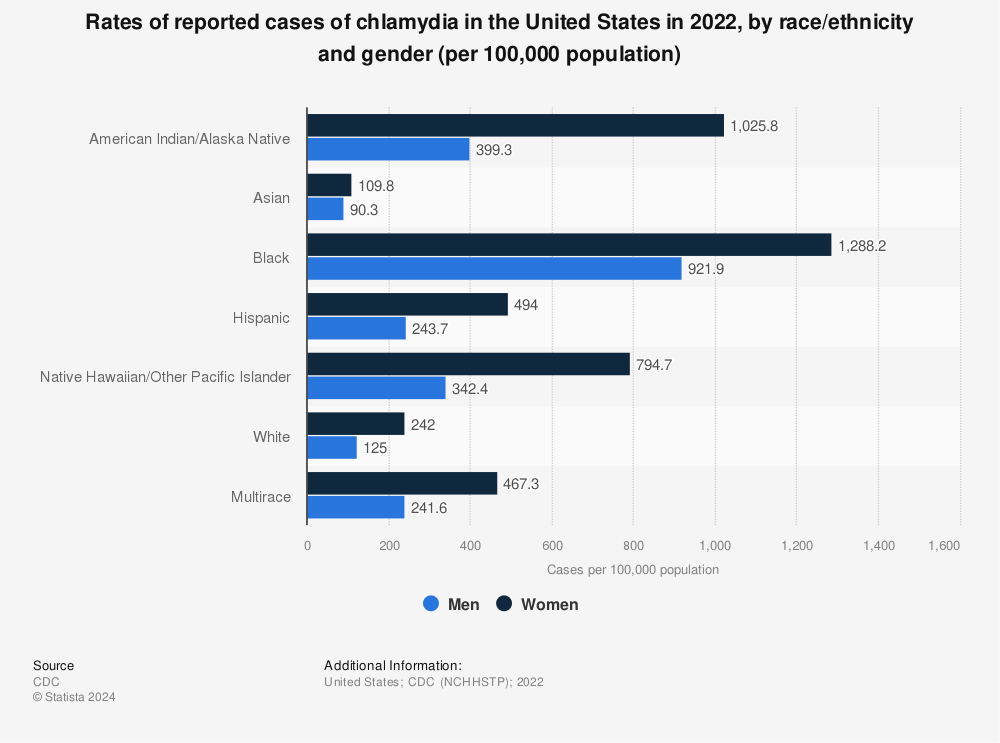 Rates of reported cases of chlamydia in the United States in 2022, by race/ethnicity
and gender (per 100,000 population)
American Indian/Alaska Native
1,025.8
399.3
Asian
109.8
90.3
Black
1,288.2
921.9
Hispanic
494
243.7
Native Hawaiian/Other Pacific Islander
794.7
342.4
White
242
125
Multirace
467.3
241.6
0 200 400 600 800 1,000 1,200 1,400 1,600
Cases per 100,000 population
Men Women
Source
CDC
© Statista 2024
Additional Information:
United States; CDC (NCHHSTP); 2022